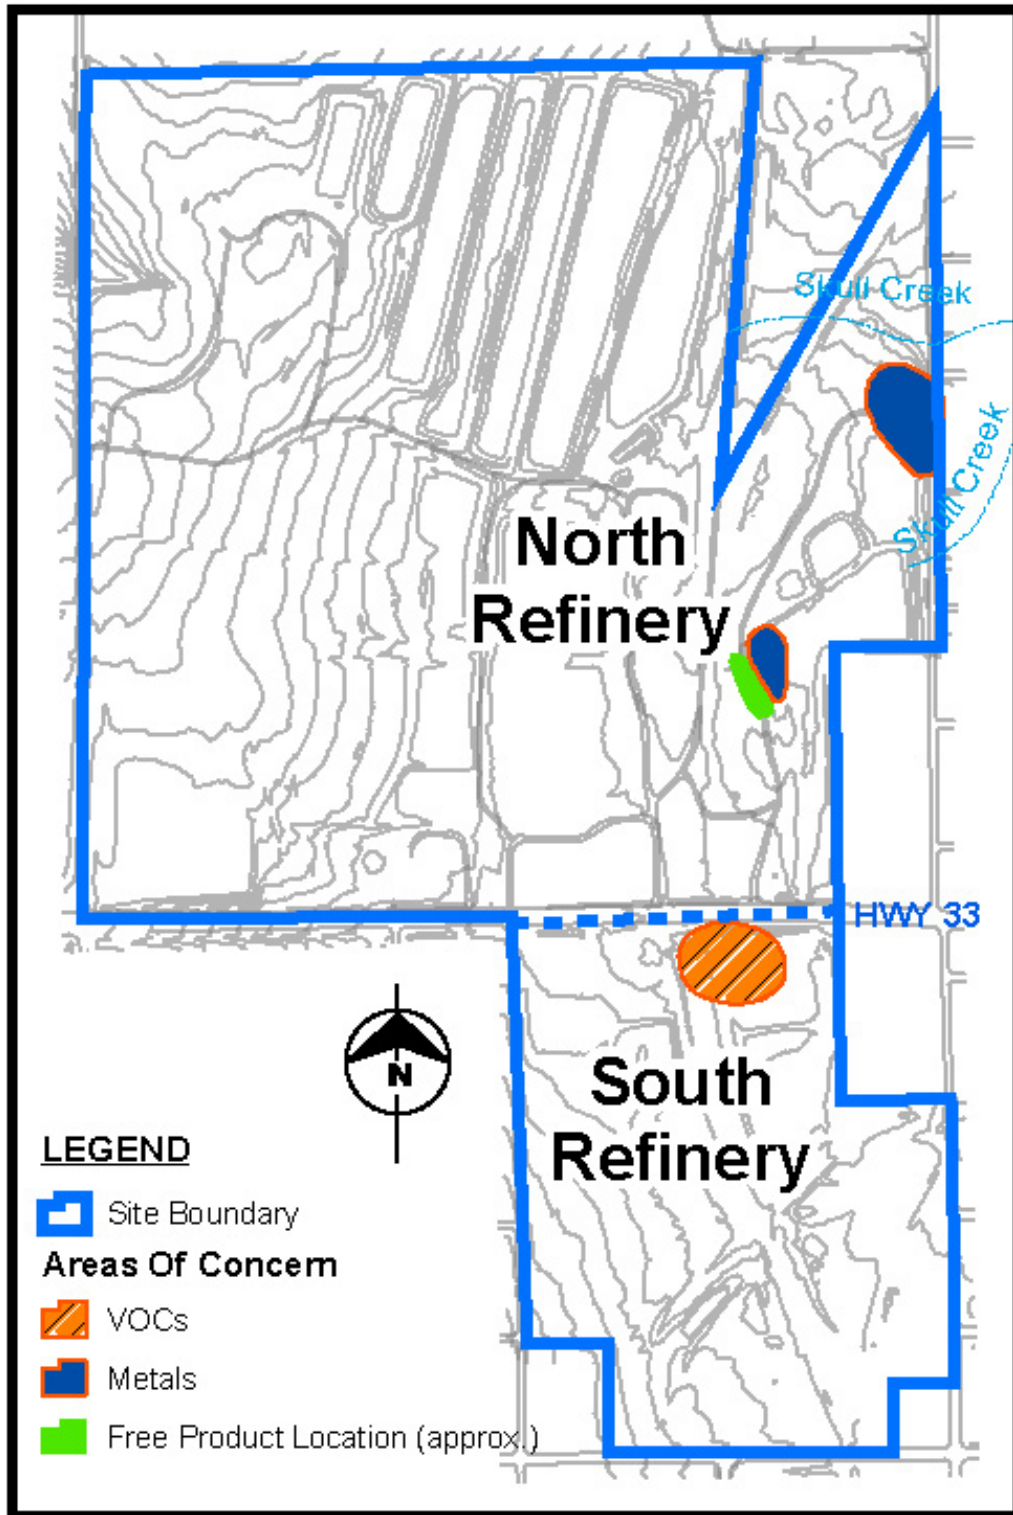 Skull Creek
Skull Creek
North
Refinery
HWY 33
South
Refinery
N
LEGEND
Site Boundary
Areas Of Concern
VOCs
Metals
Free Product Location (approx.)